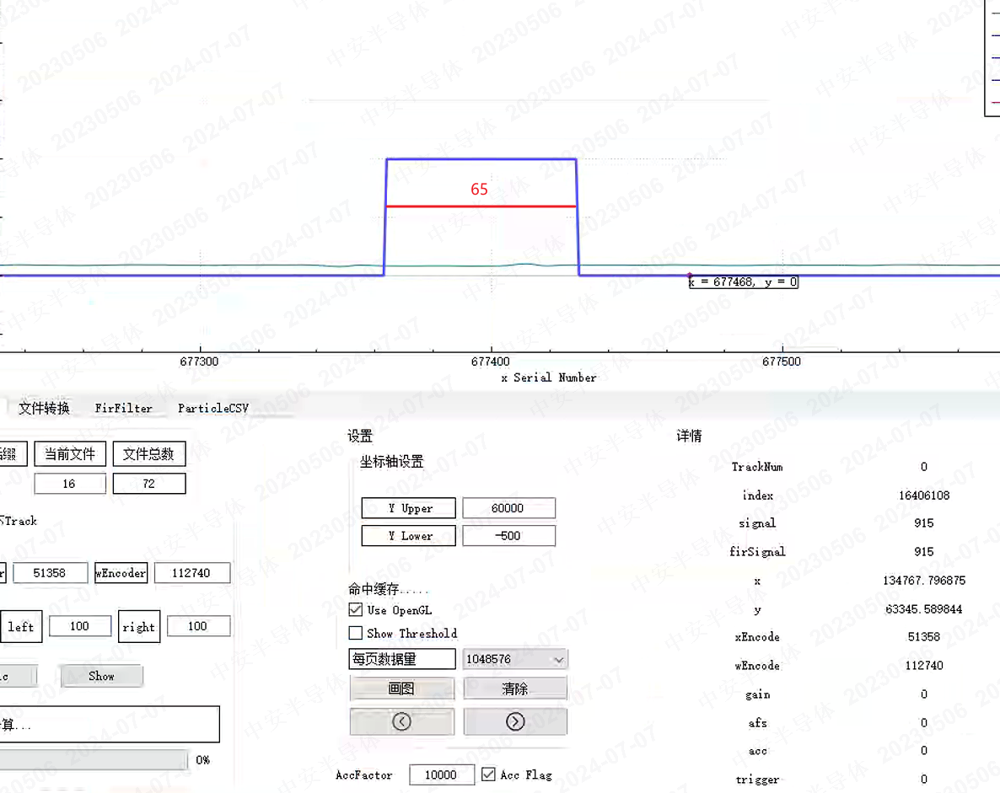 65
x = 677468, y = 0
677300
677400
677500
x Serial Number
文件转换 FirFilter ParticleCSV
设置
详情
坐标轴设置
当前文件 文件总数
16 72
Track
Y Upper 60000
Y Lower -500
51358 wEncoder 112740
left 100 right 100
Show
算...
0%
命中缓存.....
Use OpenGL
Show Threshold
每页数据量 1048576
画图 清除
AccFactor 10000 Acc Flag
TrackNum 0
index 16406108
signal 915
firSignal 915
x 134767.796875
y 63345.589844
xEncode 51358
wEncode 112740
gain 0
afs 0
acc 0
trigger 0
中安半导体 20230506 2024-07-07